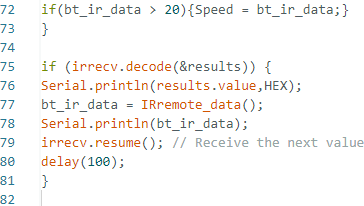 72 if(bt_ir_data > 20){Speed = bt_ir_data;}
73 }
74
75 if (irrecv.decode(&results)) {
76 Serial.println(results.value,HEX);
77 bt_ir_data = IRremote_data();
78 Serial.println(bt_ir_data);
79 irrecv.resume(); // Receive the next value
80 delay(100);
81 }
82